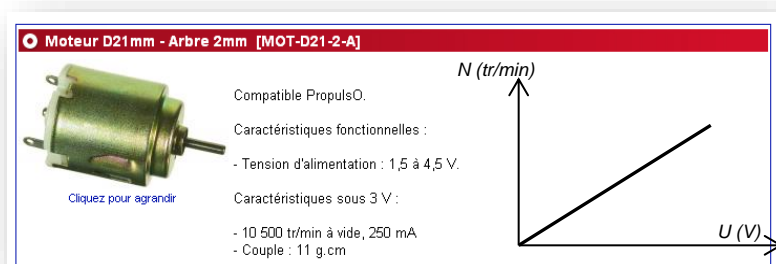 Moteur D21mm - Arbre 2mm [MOT-D21-2-A]
N (tr/min)
Compatible PropulsO.
Caractéristiques fonctionnelles :
- Tension d'alimentation : 1,5 à 4,5 V.
Cliquez pour agrandir
Caractéristiques sous 3 V :
U (V)
- 10 500 tr/min à vide, 250 mA
- Couple : 11 g.cm